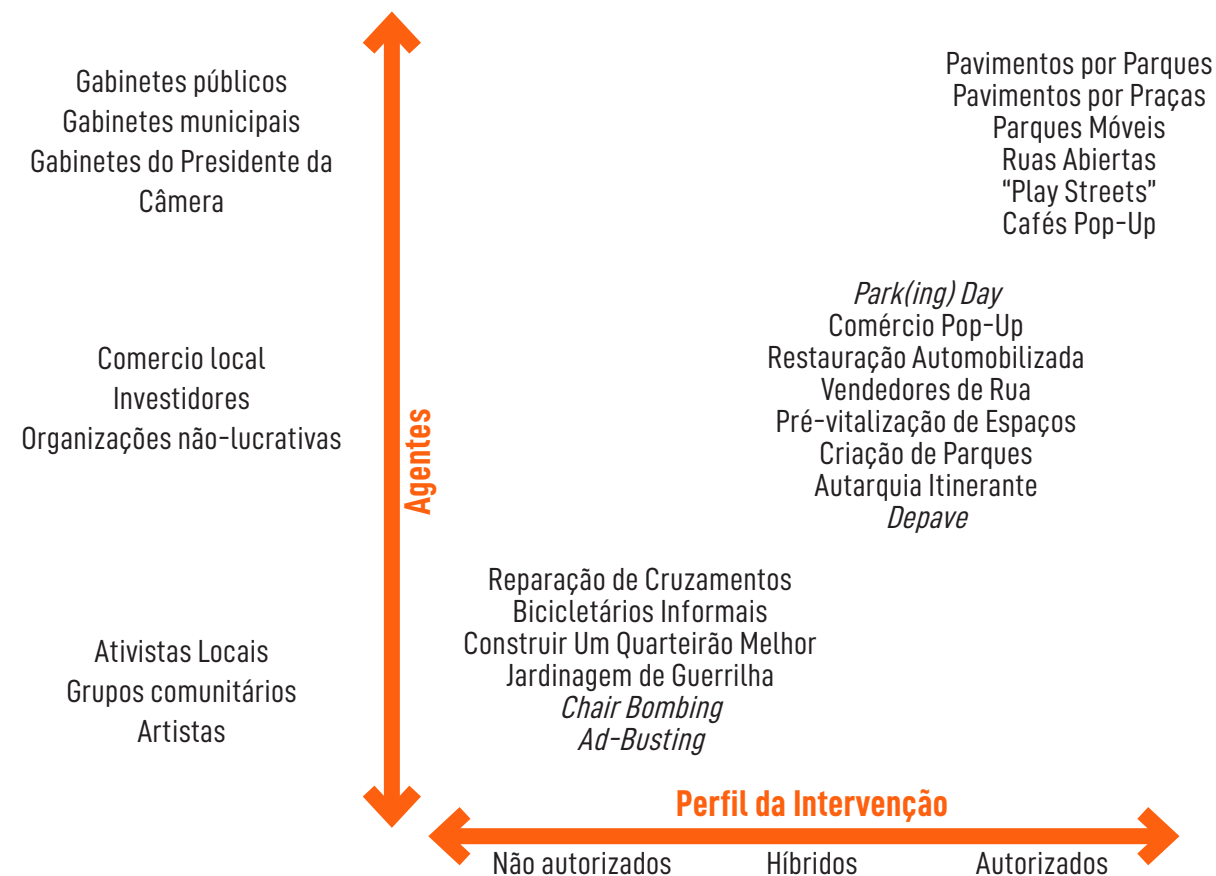 Gabinetes públicos
Gabinetes municipais
Gabinetes do Presidente da
Câmera
Pavimentos por Parques
Pavimentos por Praças
Parques Móveis
Ruas Abiertas
"Play Streets"
Cafés Pop-Up
Comercio local
Investidores
Organizações não-lucrativas
Agentes
Park(ing) Day
Comércio Pop-Up
Restauração Automobilizada
Vendedores de Rua
Pré-vitalização de Espaços
Criação de Parques
Autarquia Itinerante
Depave
Ativistas Locais
Grupos comunitários
Artistas
Reparação de Cruzamentos
Bicicletários Informais
Construir Um Quarteirão Melhor
Jardinagem de Guerrilha
Chair Bombing
Ad-Busting
Perfil da Intervenção
Não autorizados
Híbridos
Autorizados